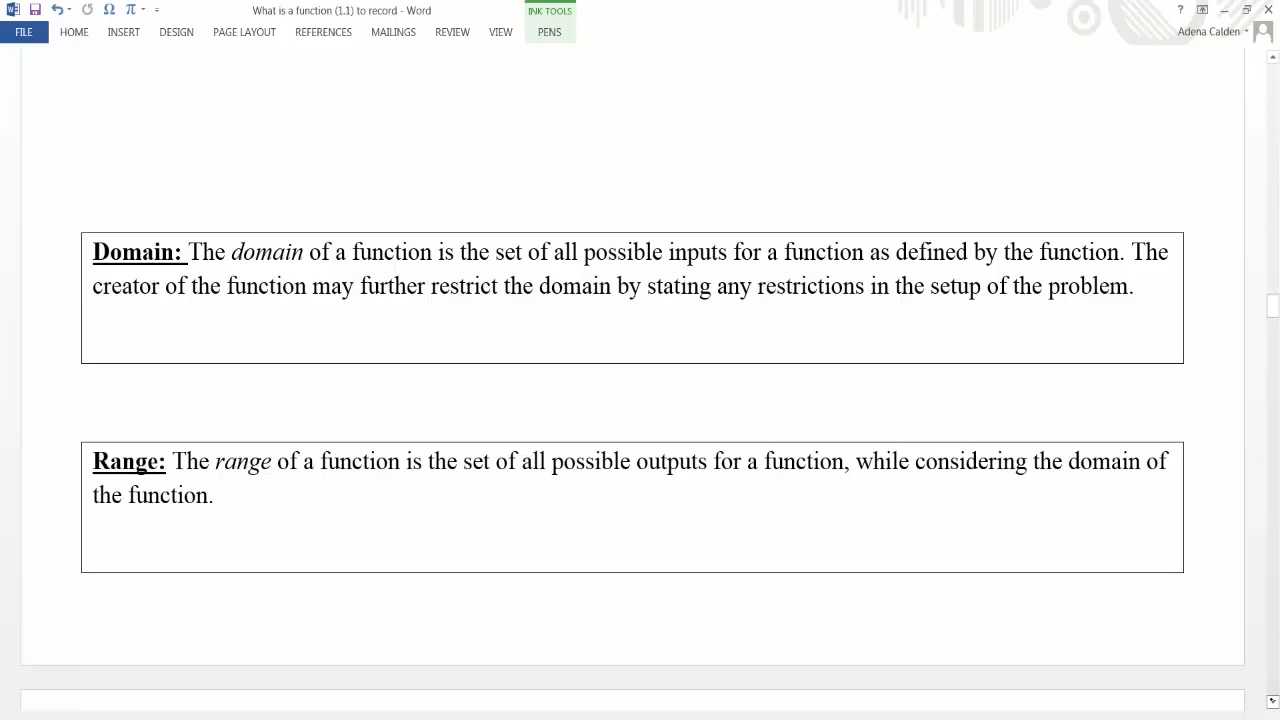 What is a function (1.1) to record - Word
INK TOOLS
?
FILE HOME INSERT DESIGN PAGE LAYOUT REFERENCES MAILINGS REVIEW VIEW PENS
Adena Calden
Domain: The domain of a function is the set of all possible inputs for a function as defined by the function. The
creator of the function may further restrict the domain by stating any restrictions in the setup of the problem.
Range: The range of a function is the set of all possible outputs for a function, while considering the domain of
the function.